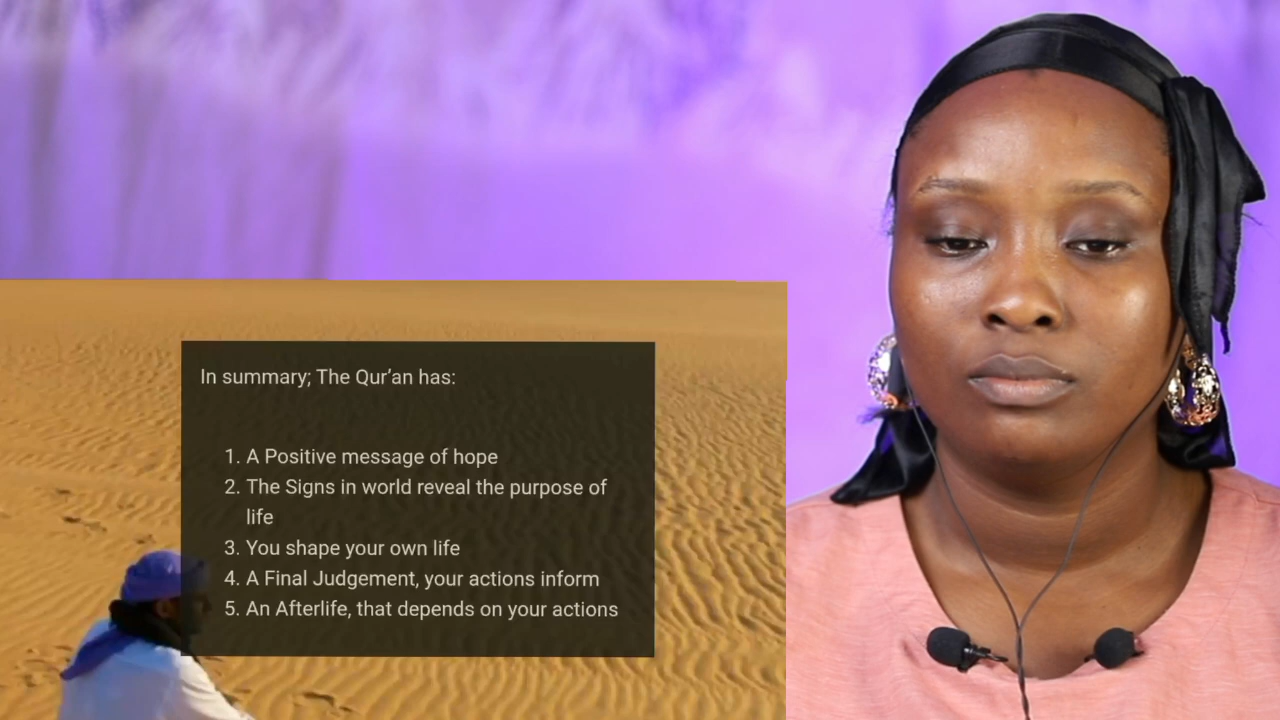 In summary; The Qur’an has:
1. A Positive message of hope
2. The Signs in world reveal the purpose of
life
3. You shape your own life
4. A Final Judgement, your actions inform
5. An Afterlife, that depends on your actions